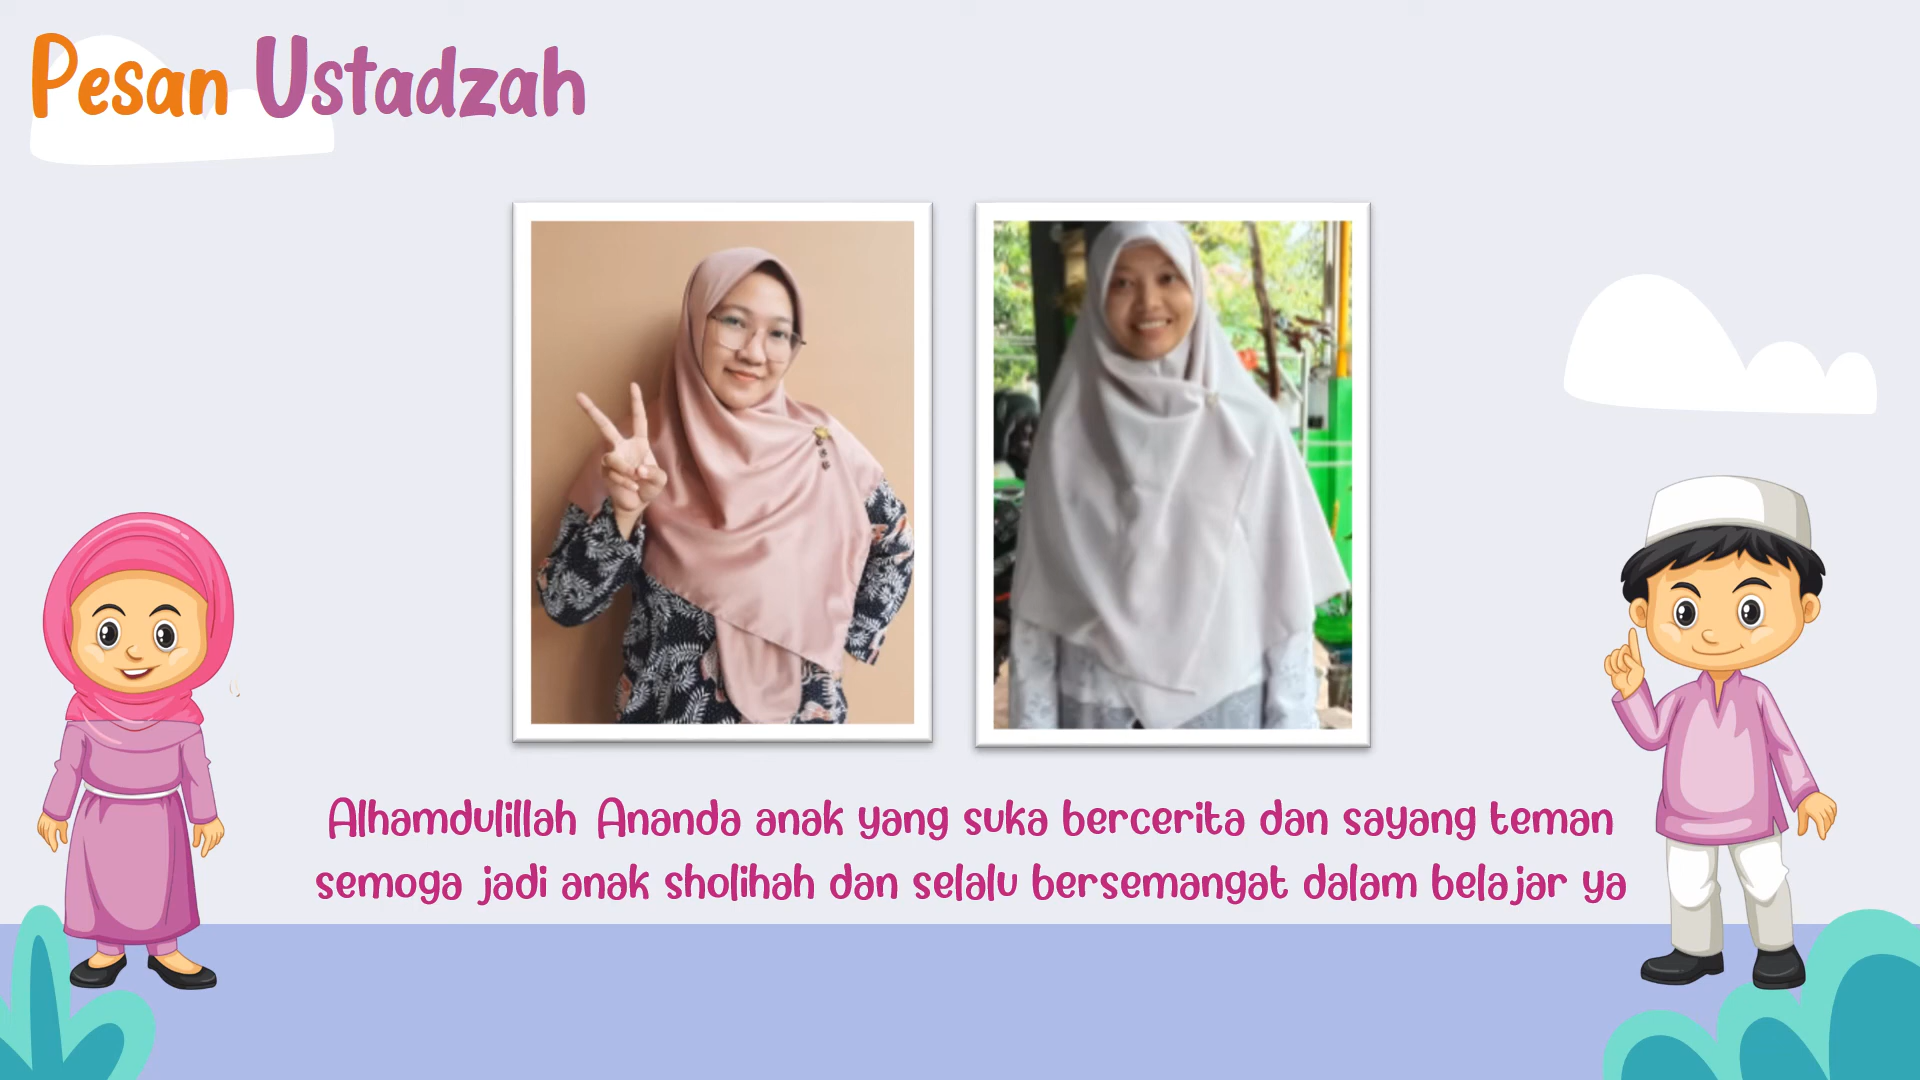 Pesan Ustadzah
Alhamdulillah Ananda anak yang suka bercerita dan sayang teman
semoga jadi anak sholihah dan selalu bersemangat dalam belajar ya